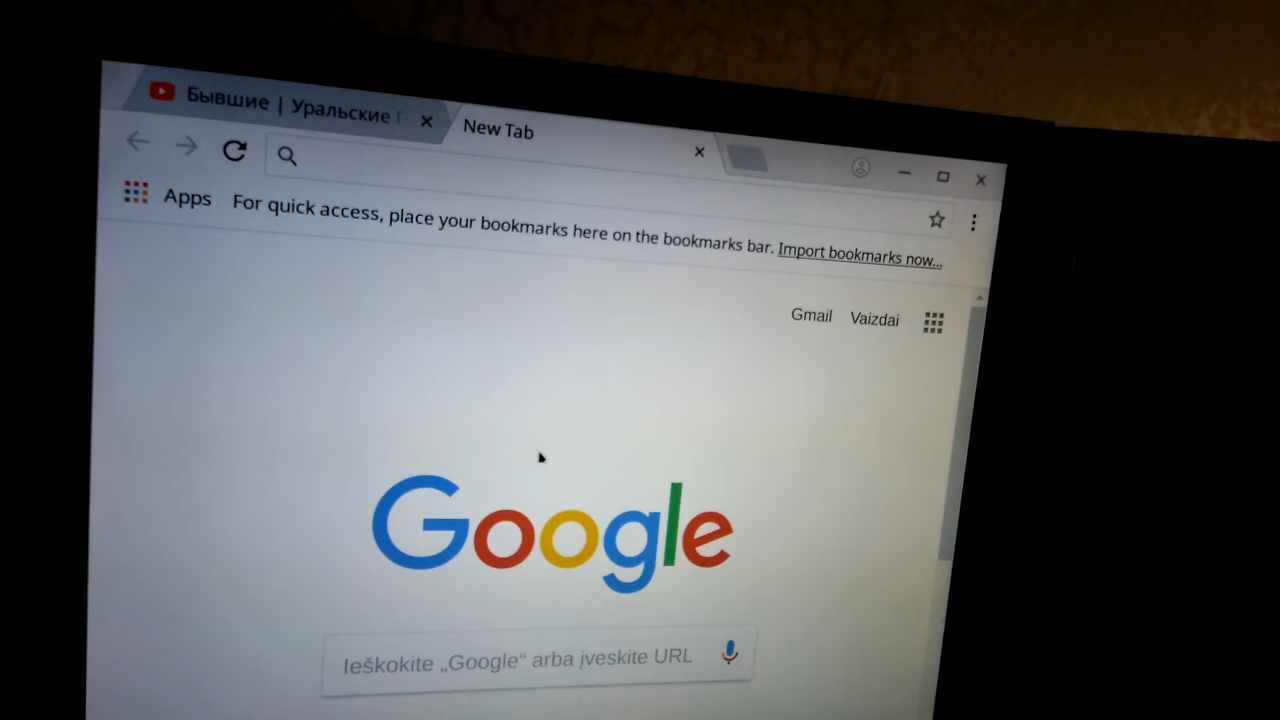 Бывшие | Уральские
New Tab
Apps For quick access, place your bookmarks here on the bookmarks bar. Import bookmarks now...
Gmail Vaizdai
Google
Ieškokite „Google“ arba įveskite URL